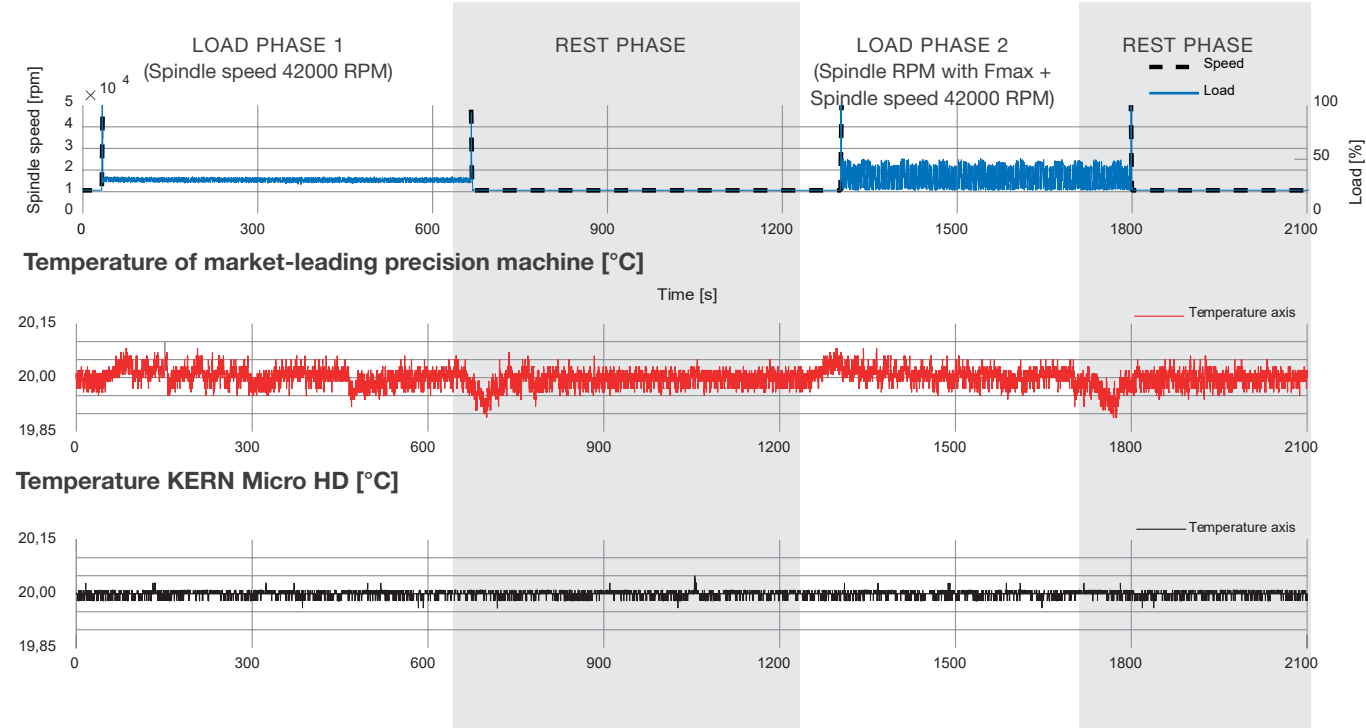 LOAD PHASE 1
(Spindle speed 42000 RPM)
REST PHASE
LOAD PHASE 2
(Spindle RPM with Fmax +
Spindle speed 42000 RPM)
REST PHASE
Speed
Load
Spindle speed [rpm]
× 10 4
5
4
3
2
1
0
100
50
0
Load [%]
0 300 600 900 1200 1500 1800 2100
Temperature of market-leading precision machine [°C]
Time [s]
Temperature axis
20,15
20,00
19,85
0 300 600 900 1200 1500 1800 2100
Temperature KERN Micro HD [°C]
Temperature axis
20,15
20,00
19,85
0 300 600 900 1200 1500 1800 2100